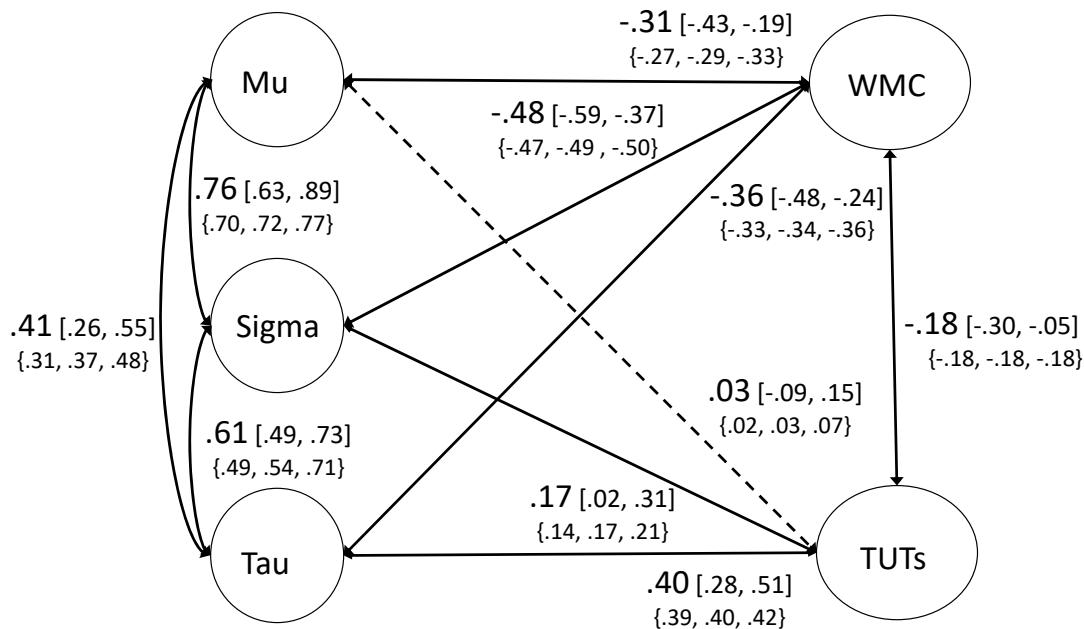 -.31 [-.43, -.19]
{-.27, -.29, -.33}
Mu
WMC
-.48 [-.59, -.37]
{-.47, -.49 , -.50}
.76 [.63, .89]
{.70, .72, .77}
-.36 [-.48, -.24]
{-.33, -.34, -.36}
Sigma
.41 [.26, .55]
{.31, .37, .48}
-.18 [-.30, -.05]
{-.18, -.18, -.18}
.03 [-.09, .15]
{.02, .03, .07}
.61 [.49, .73]
{.49, .54, .71}
.17 [.02, .31]
{.14, .17, .21}
Tau
TUTs
.40 [.28, .51]
{.39, .40, .42}